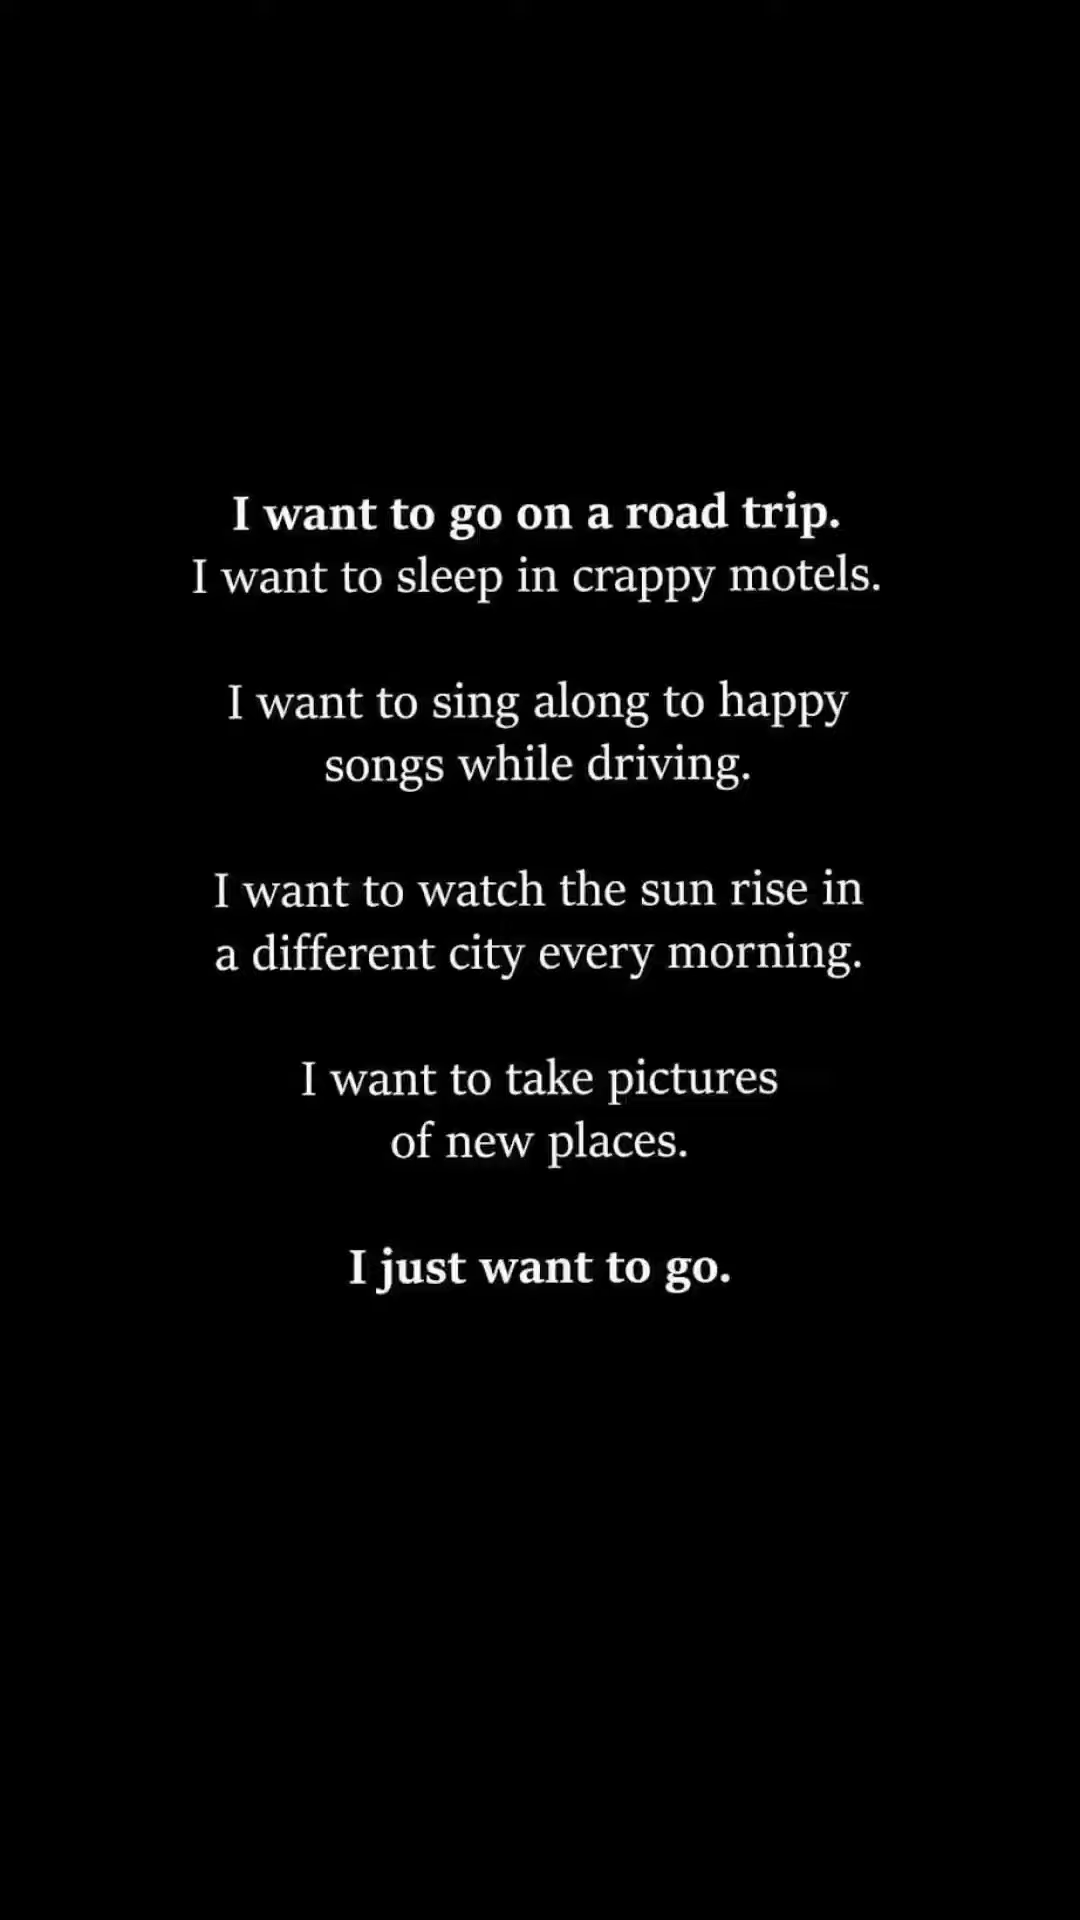 I want to go on a road trip.
I want to sleep in crappy motels.
I want to sing along to happy
songs while driving.
I want to watch the sun rise in
a different city every morning.
I want to take pictures
of new places.
I just want to go.